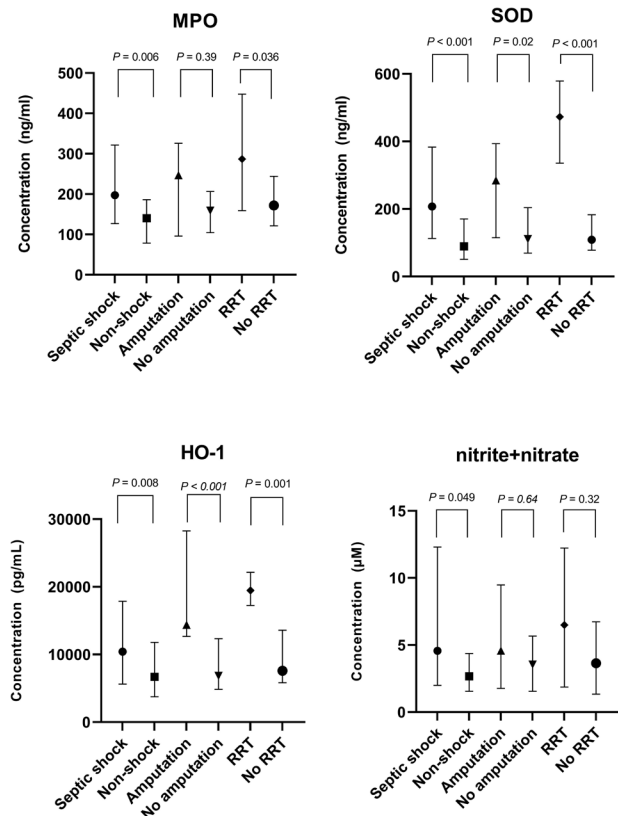 MPO
P = 0.006
P = 0.39
P = 0.036
Concentration (ng/ml)
500
400
300
200
100
0
Septic shock
Non-shock
Amputation
No amputation
RRT
No RRT
SOD
P < 0.001
P = 0.02
P < 0.001
Concentration (ng/ml)
600
400
200
0
Septic shock
Non-shock
Amputation
No amputation
RRT
No RRT
HO-1
P = 0.008
P < 0.001
P = 0.001
Concentration (pg/mL)
30000
20000
10000
0
Septic shock
Non-shock
Amputation
No amputation
RRT
No RRT
nitrite+nitrate
P = 0.049
P = 0.64
P = 0.32
Concentration (µM)
15
10
5
0
Septic shock
Non-shock
Amputation
No amputation
RRT
No RRT